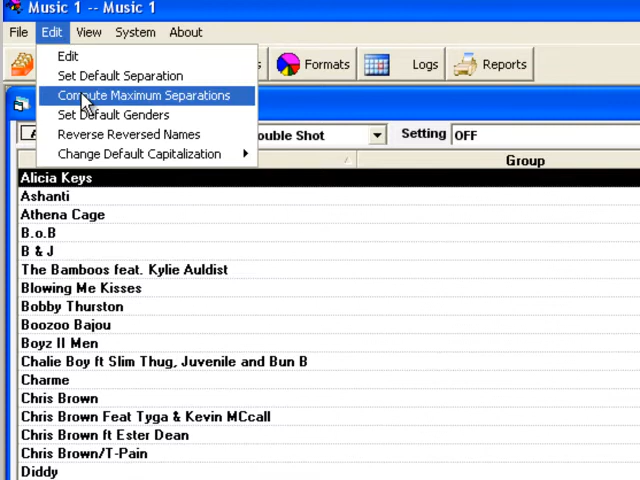 Music 1 -- Music 1
File Edit View System About
Edit
Set Default Separation
Compute Maximum Separations
Set Default Genders
Reverse Reversed Names
Change Default Capitalization
Formats Logs Reports
ouble Shot Setting OFF
Group
Alicia Keys
Ashanti
Athena Cage
B.o.B
B & J
The Bamboos feat. Kylie Auldist
Blowing Me Kisses
Bobby Thurston
Boozoo Bajou
Boyz II Men
Chalie Boy ft Slim Thug, Juvenile and Bun B
Charme
Chris Brown
Chris Brown Feat Tyga & Kevin MCcall
Chris Brown ft Ester Dean
Chris Brown/T-Pain
Diddy